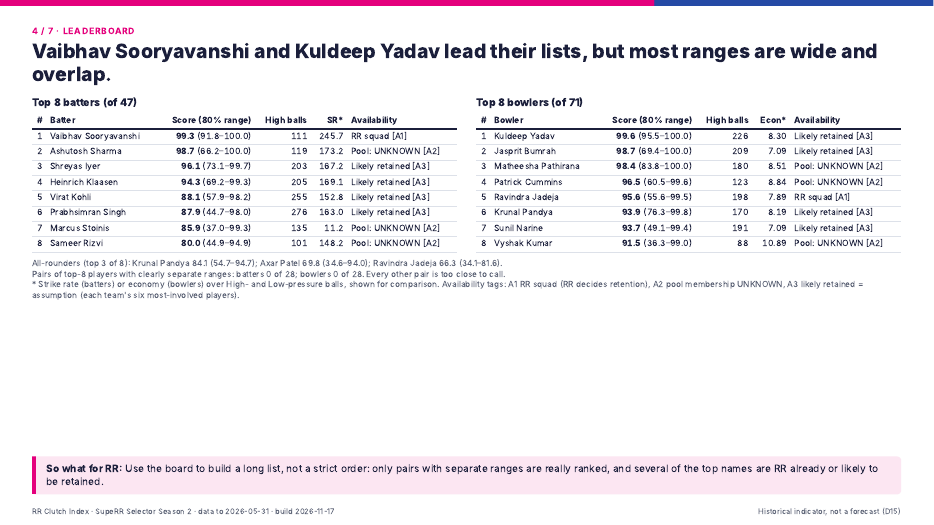 4 / 7 · LEADERBOARD
Vaibhav Sooryavanshi and Kuldeep Yadav lead their lists, but most ranges are wide and
overlap.
Top 8 batters (of 47)
# Batter Score (80% range) High balls SR* Availability
1 Vaibhav Sooryavanshi 99.3 (91.8–100.0) 111 245.7 RR squad [A1]
2 Ashutosh Sharma 98.7 (66.2–100.0) 119 173.2 Pool: UNKNOWN [A2]
3 Shreyas Iyer 96.1 (73.1–99.7) 203 167.2 Likely retained [A3]
4 Heinrich Klaasen 94.3 (69.2–99.3) 205 169.1 Likely retained [A3]
5 Virat Kohli 88.1 (57.9–98.2) 255 152.8 Likely retained [A3]
6 Prabhsimran Singh 87.9 (44.7–98.0) 276 163.0 Likely retained [A3]
7 Marcus Stoinis 85.9 (37.0–99.3) 135 11.2 Pool: UNKNOWN [A2]
8 Sameer Rizvi 80.0 (44.9–94.9) 101 148.2 Pool: UNKNOWN [A2]
Top 8 bowlers (of 71)
# Bowler Score (80% range) High balls Econ* Availability
1 Kuldeep Yadav 99.6 (95.5–100.0) 226 8.30 Likely retained [A3]
2 Jasprit Bumrah 98.7 (69.4–100.0) 209 7.09 Likely retained [A3]
3 Matheesha Pathirana 98.4 (83.8–100.0) 180 8.51 Pool: UNKNOWN [A2]
4 Patrick Cummins 96.5 (60.5–99.6) 123 8.84 Pool: UNKNOWN [A2]
5 Ravindra Jadeja 95.6 (55.6–99.5) 198 7.89 RR squad [A1]
6 Krunal Pandya 93.9 (76.3–99.8) 170 8.19 Likely retained [A3]
7 Sunil Narine 93.7 (49.1–99.4) 191 7.09 Likely retained [A3]
8 Vyshak Kumar 91.5 (36.3–99.0) 88 10.89 Pool: UNKNOWN [A2]
All-rounders (top 3 of 8): Krunal Pandya 84.1 (54.7–94.7); Axar Patel 69.8 (34.6–94.0); Ravindra Jadeja 66.3 (34.1–81.6).
Pairs of top-8 players with clearly separate ranges: batters 0 of 28; bowlers 0 of 28. Every other pair is too close to call.
* Strike rate (batters) or economy (bowlers) over High- and Low-pressure balls, shown for comparison. Availability tags: A1 RR squad (RR decides retention), A2 pool membership UNKNOWN, A3 likely retained =
assumption (each team's six most-involved players).
So what for RR: Use the board to build a long list, not a strict order: only pairs with separate ranges are really ranked, and several of the top names are RR already or likely to
be retained.
RR Clutch Index · SupeRR Selector Season 2 · data to 2026-05-31 · build 2026-11-17
Historical indicator, not a forecast (D15)